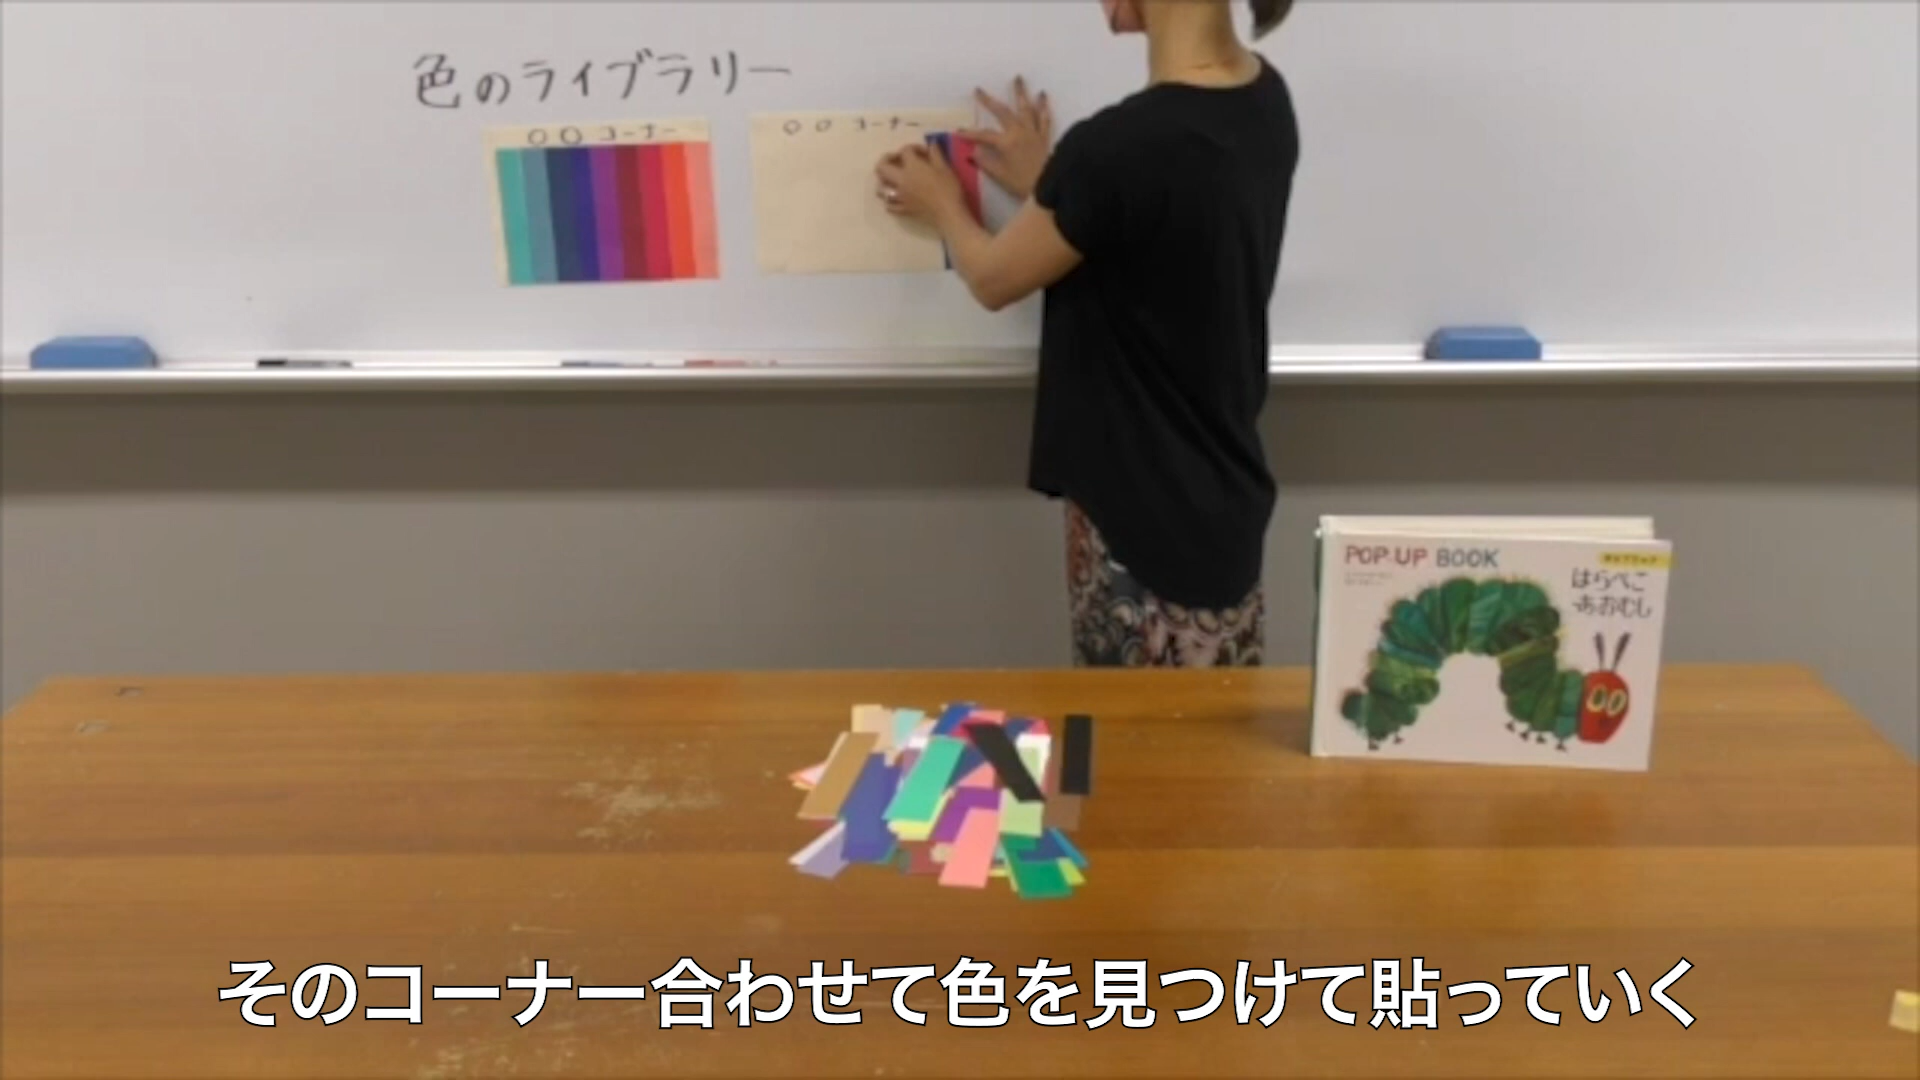 色のライブラリー
○○コーナー
○○コーナー
POP-UP BOOK
はらぺこ
あおむし
そのコーナー合わせて色を見つけて貼っていく